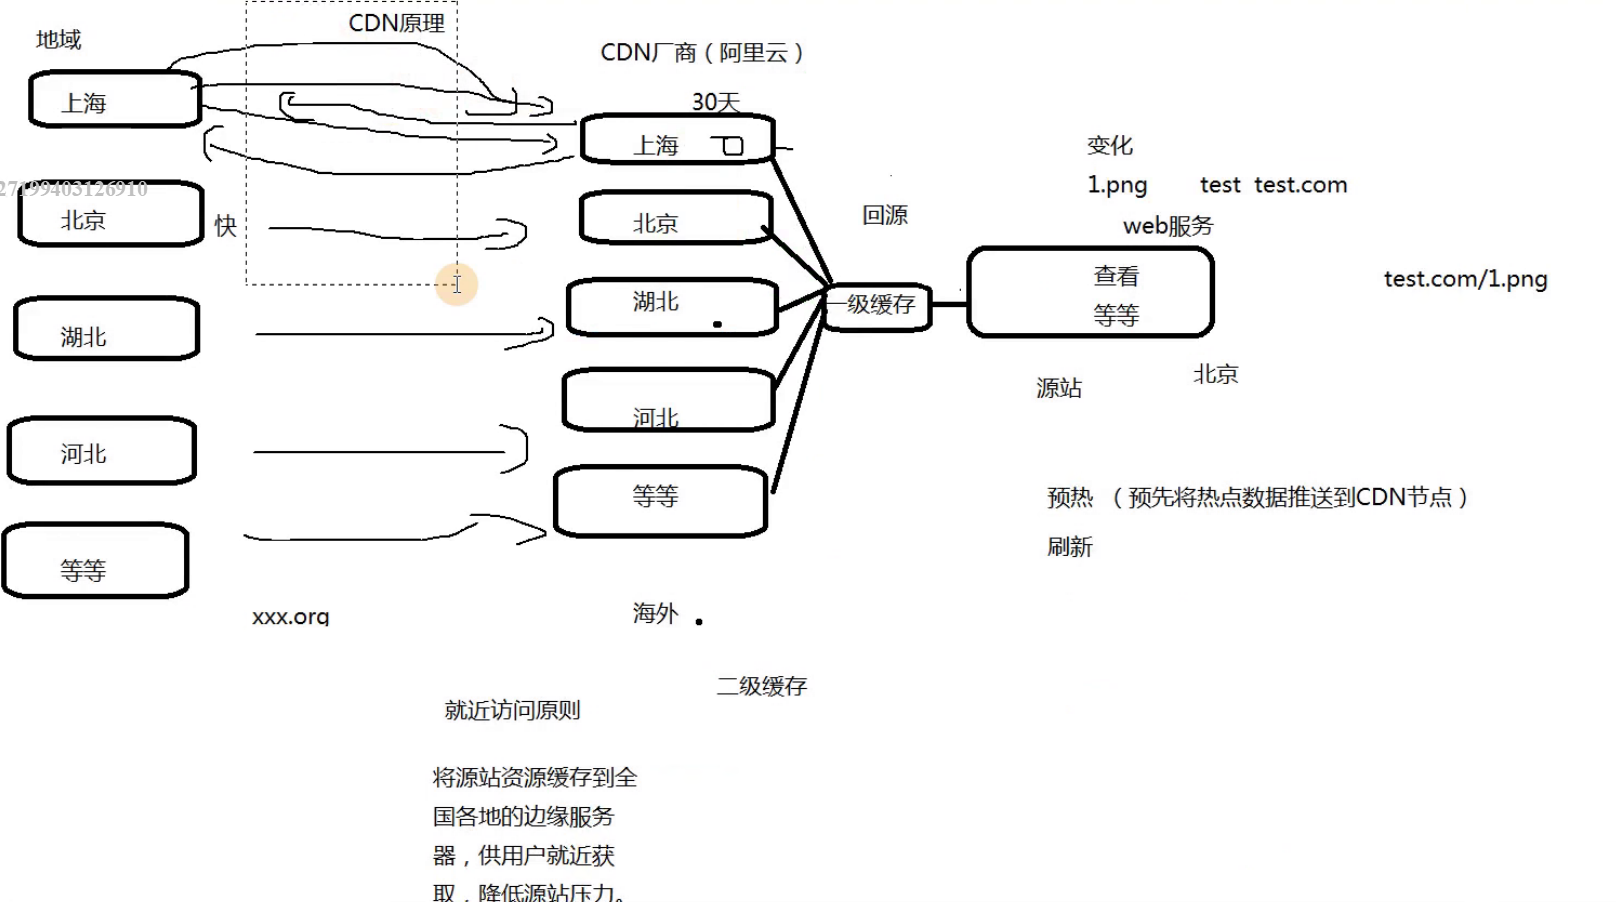 CDN原理
地域
CDN厂商（阿里云）
上海
30天
上海
变化
1.png test test.com
27199403126910
北京
快
北京
回源
web服务
查看
test.com/1.png
湖北
湖北
一级缓存
等等
北京
源站
河北
河北
等等
预热 （预先将热点数据推送到CDN节点）
刷新
等等
xxx.org
海外
二级缓存
就近访问原则
将源站资源缓存到全
国各地的边缘服务
器，供用户就近获
取，降低源站压力。